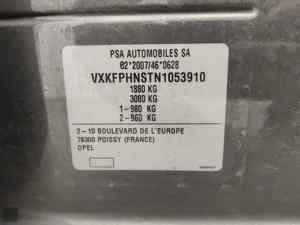 PSA AUTOMOBILES SA
02*2007/46*0628
VXKFPHNSTN1053910
1880 KG
3080 KG
1-980 KG
2-960 KG
2-10 BOULEVARD DE L'EUROPE
78300 POISSY (FRANCE)
OPEL